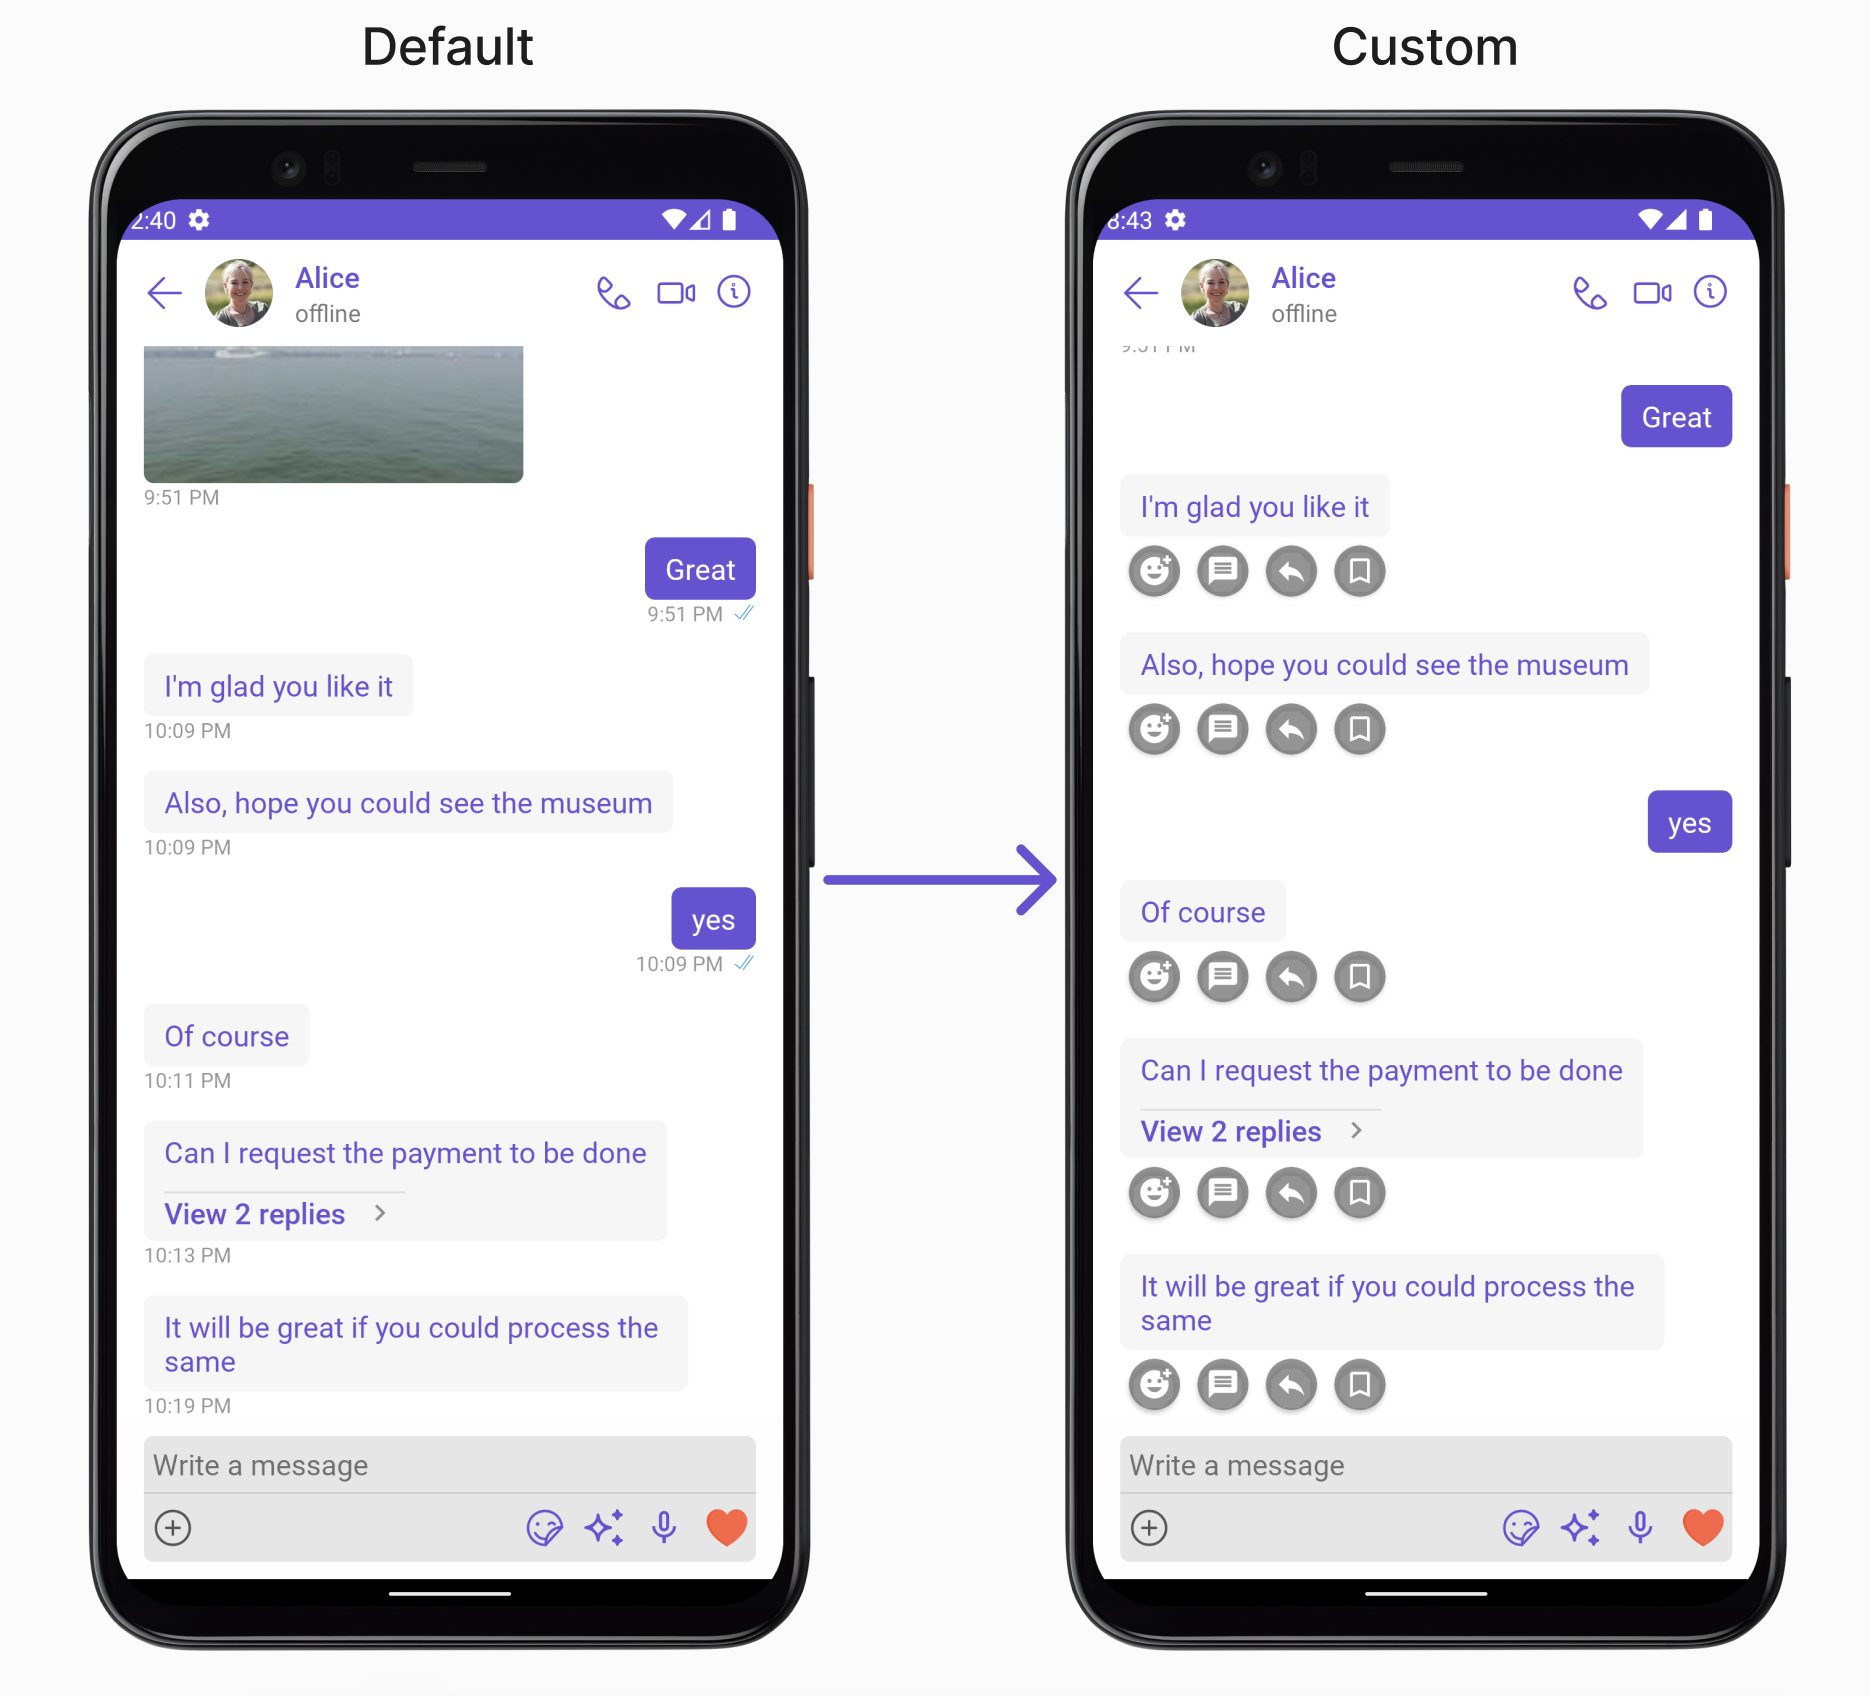 Default
Custom
2:40
Alice
offline
9:51 PM
Great
9:51 PM
I'm glad you like it
10:09 PM
Also, hope you could see the museum
10:09 PM
yes
10:09 PM
Of course
10:11 PM
Can I request the payment to be done
View 2 replies
10:13 PM
It will be great if you could process the
same
10:19 PM
Write a message
8:43
Alice
offline
9:51 PM
Great
I'm glad you like it
Also, hope you could see the museum
yes
Of course
Can I request the payment to be done
View 2 replies
It will be great if you could process the
same
Write a message